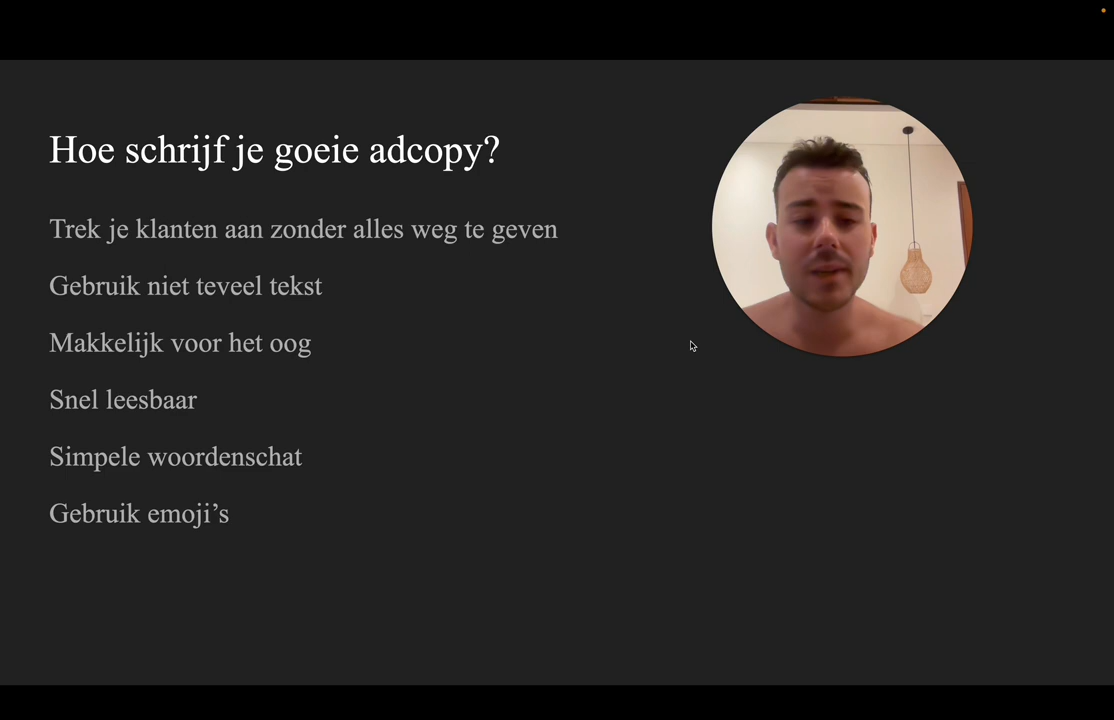 Hoe schrijf je goeie adcopy?
Trek je klanten aan zonder alles weg te geven
Gebruik niet teveel tekst
Makkelijk voor het oog
Snel leesbaar
Simpele woordenschat
Gebruik emoji’s